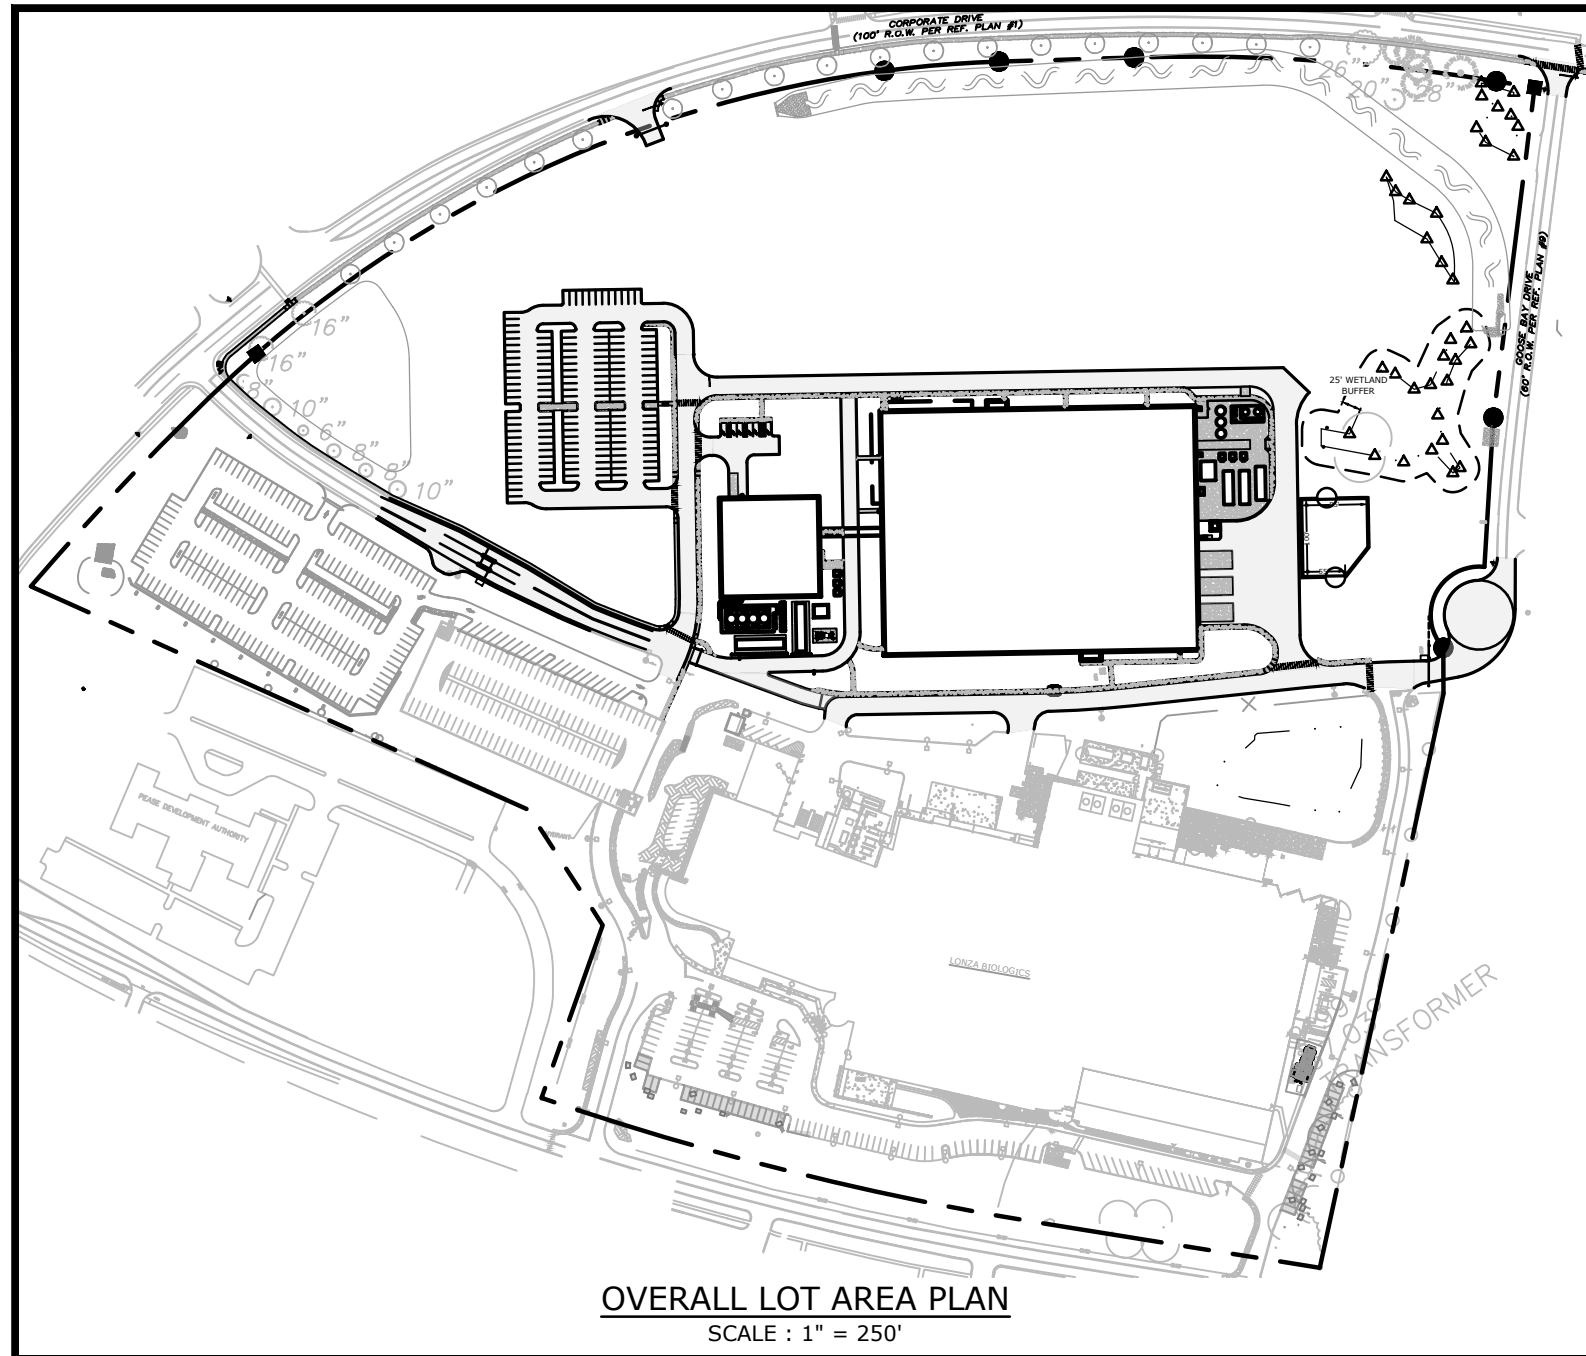 CORPORATE DRIVE
(100' R.O.W. PER REF. PLAN #1)
26"
20"
28"
GOOSE BAY DRIVE
(60' R.O.W. PER REF. PLAN #9)
16"
16"
8"
10"
6"
8"
8"
10"
25' WETLAND
BUFFER
PEASE DEVELOPMENT AUTHORITY
LONZA BIOLOGICS
TRANSFORMER
OVERALL LOT AREA PLAN
SCALE : 1" = 250'